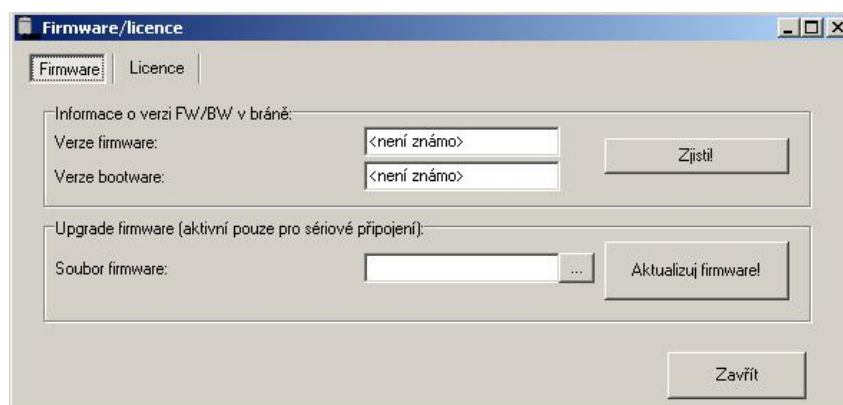 Firmware/licence
Firmware Licence
Informace o verzi FW/BW v bráně:
Verze firmware: <není známo>
Zjisti!
Verze bootware: <není známo>
Upgrade firmware (aktivní pouze pro sériové připojení):
Soubor firmware: ... Aktualizuj firmware!
Zavřít